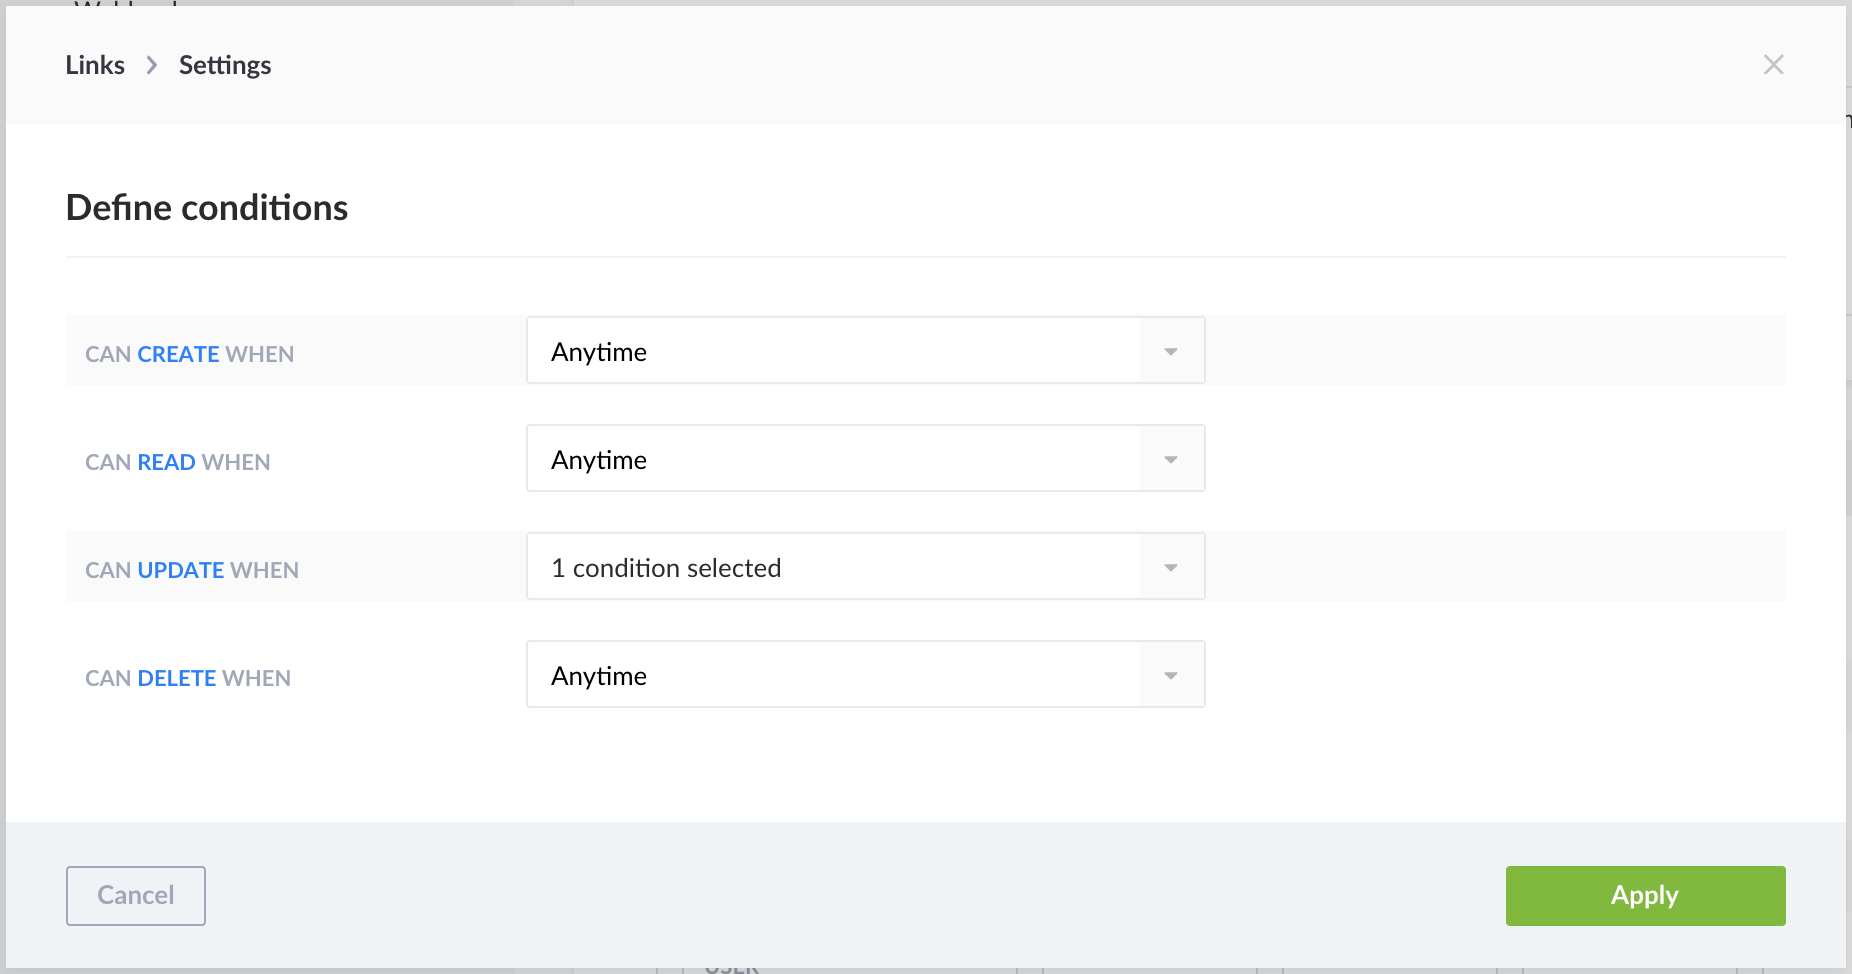 Links > Settings
Define conditions
CAN CREATE WHEN Anytime
CAN READ WHEN Anytime
CAN UPDATE WHEN 1 condition selected
CAN DELETE WHEN Anytime
Cancel Apply
USER